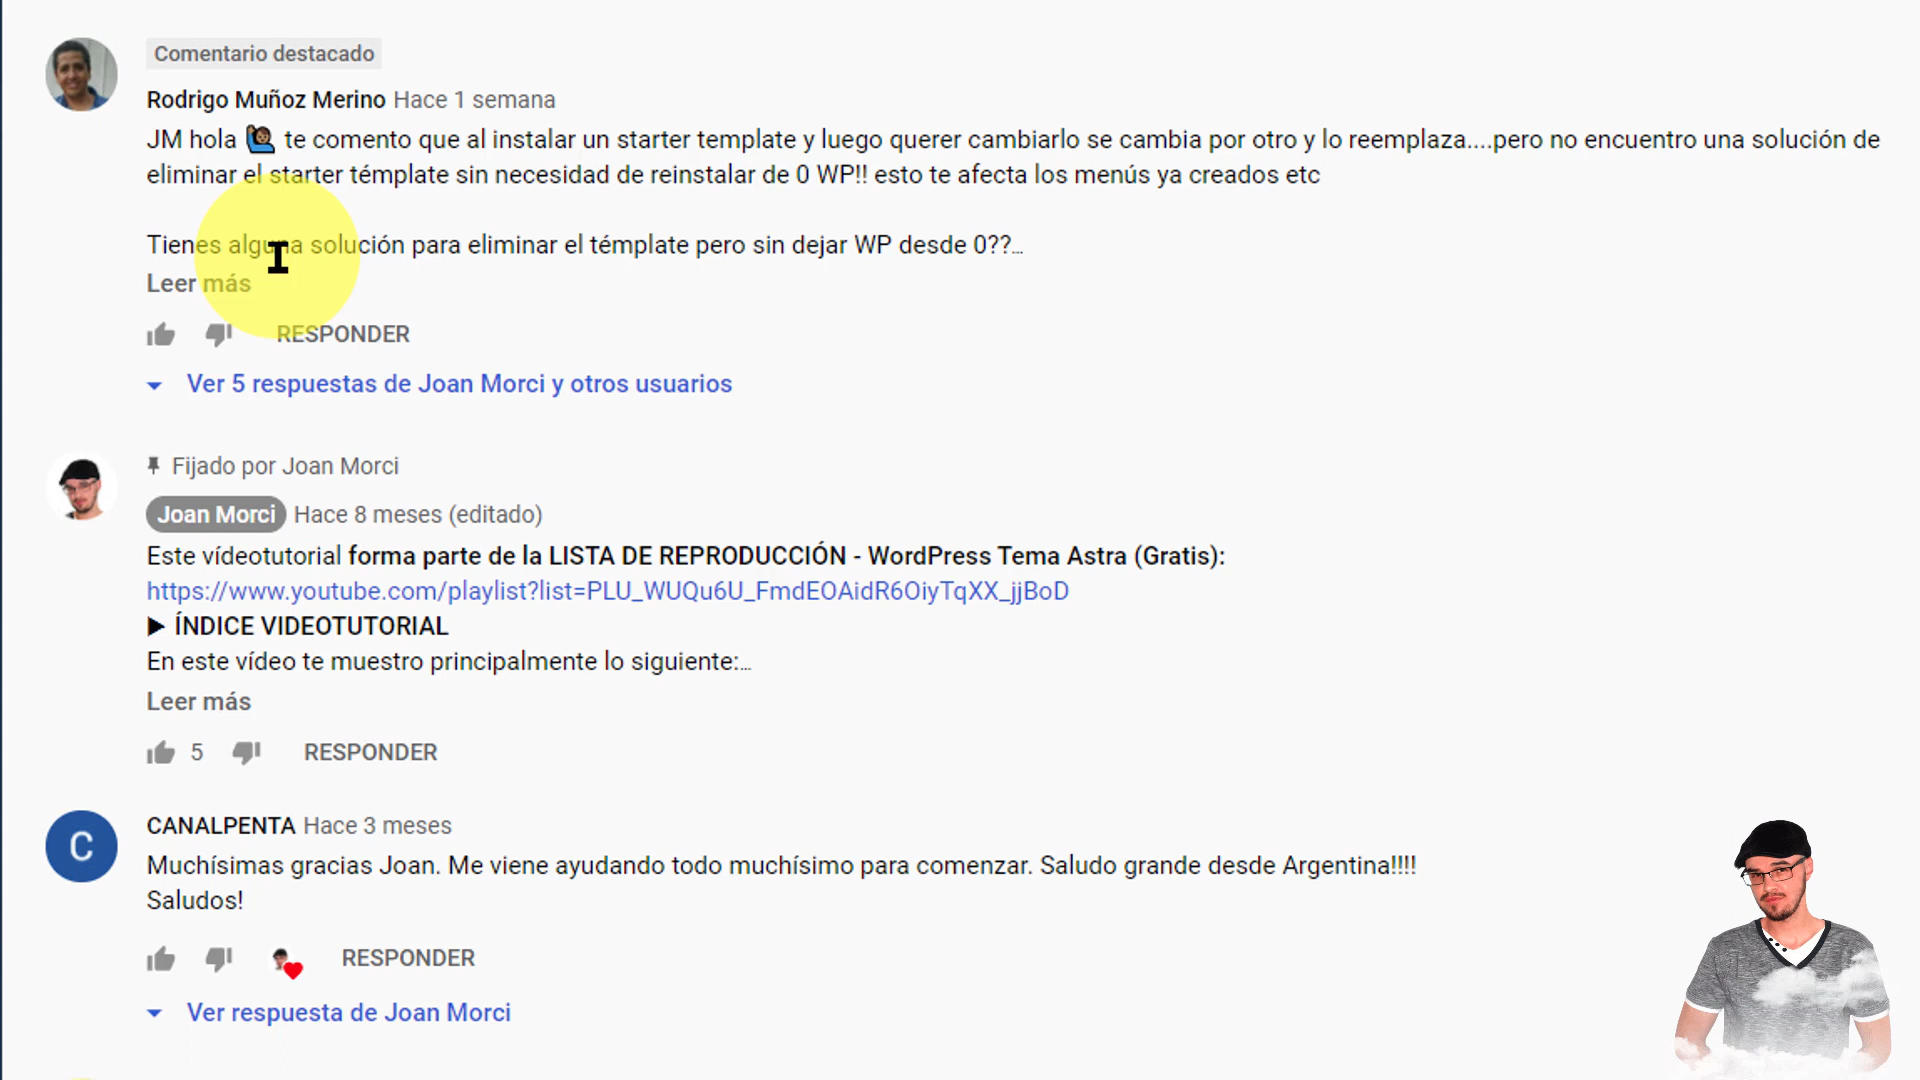 Comentario destacado
Rodrigo Muñoz Merino Hace 1 semana
JM hola 🙋🏽 te comento que al instalar un starter template y luego querer cambiarlo se cambia por otro y lo reemplaza....pero no encuentro una solución de
eliminar el starter témplate sin necesidad de reinstalar de 0 WP!! esto te afecta los menús ya creados etc
Tienes alguna solución para eliminar el témplate pero sin dejar WP desde 0??...
Leer más
RESPONDER
Ver 5 respuestas de Joan Morci y otros usuarios
Fijado por Joan Morci
Joan Morci Hace 8 meses (editado)
Este vídeotutorial forma parte de la LISTA DE REPRODUCCIÓN - WordPress Tema Astra (Gratis):
https://www.youtube.com/playlist?list=PLU_WUQu6U_FmdEOAidR6OiyTqXX_jjBoD
▶ ÍNDICE VIDEOTUTORIAL
En este vídeo te muestro principalmente lo siguiente:...
Leer más
5 RESPONDER
C
CANALPENTA Hace 3 meses
Muchísimas gracias Joan. Me viene ayudando todo muchísimo para comenzar. Saludo grande desde Argentina!!!!
Saludos!
RESPONDER
Ver respuesta de Joan Morci